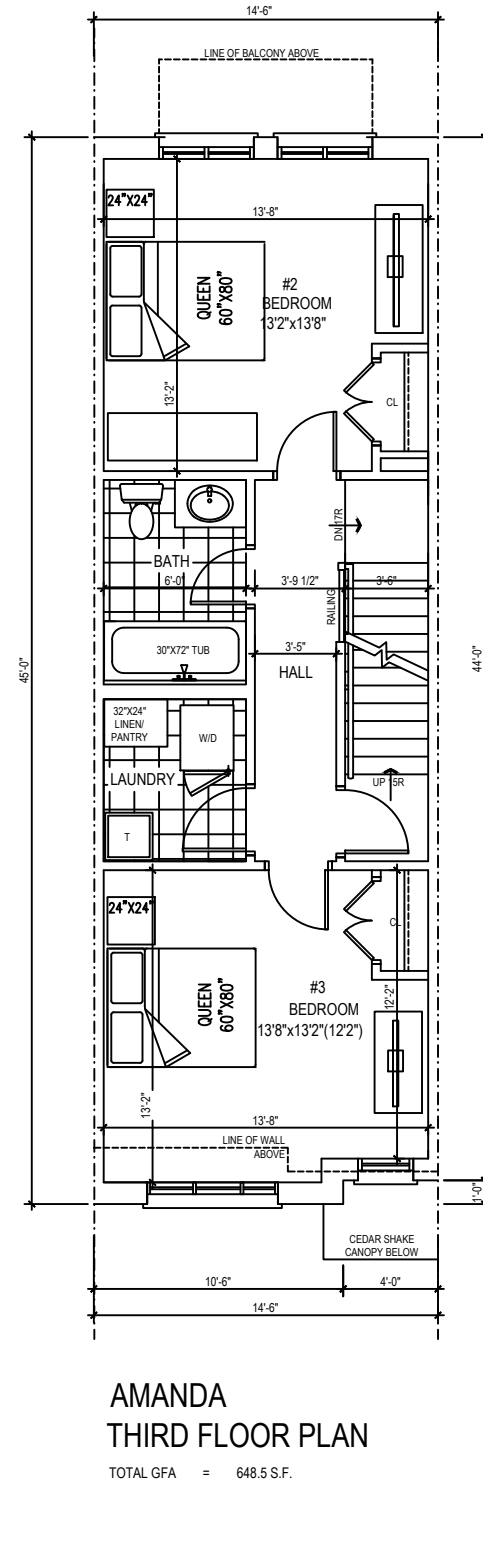 14'-6"
LINE OF BALCONY ABOVE
24"X24"
13'-8"
QUEEN
60"X80"
#2
BEDROOM
13'2"x13'8"
13'-2"
CL
DN 17R
BATH
6'-0"
3'-9 1/2"
3'-6"
RAILING
30"X72" TUB
3'-5"
HALL
45'-0"
44'-0"
32"X24"
LINEN/
PANTRY
W/D
LAUNDRY
UP 15R
T
24"X24"
CL
QUEEN
60"X80"
#3
BEDROOM
13'8"x13'2"(12'2")
12'-2"
13'-2"
13'-8"
LINE OF WALL
ABOVE
1'-0"
CEDAR SHAKE
CANOPY BELOW
10'-6"
4'-0"
14'-6"
AMANDA
THIRD FLOOR PLAN
TOTAL GFA = 648.5 S.F.